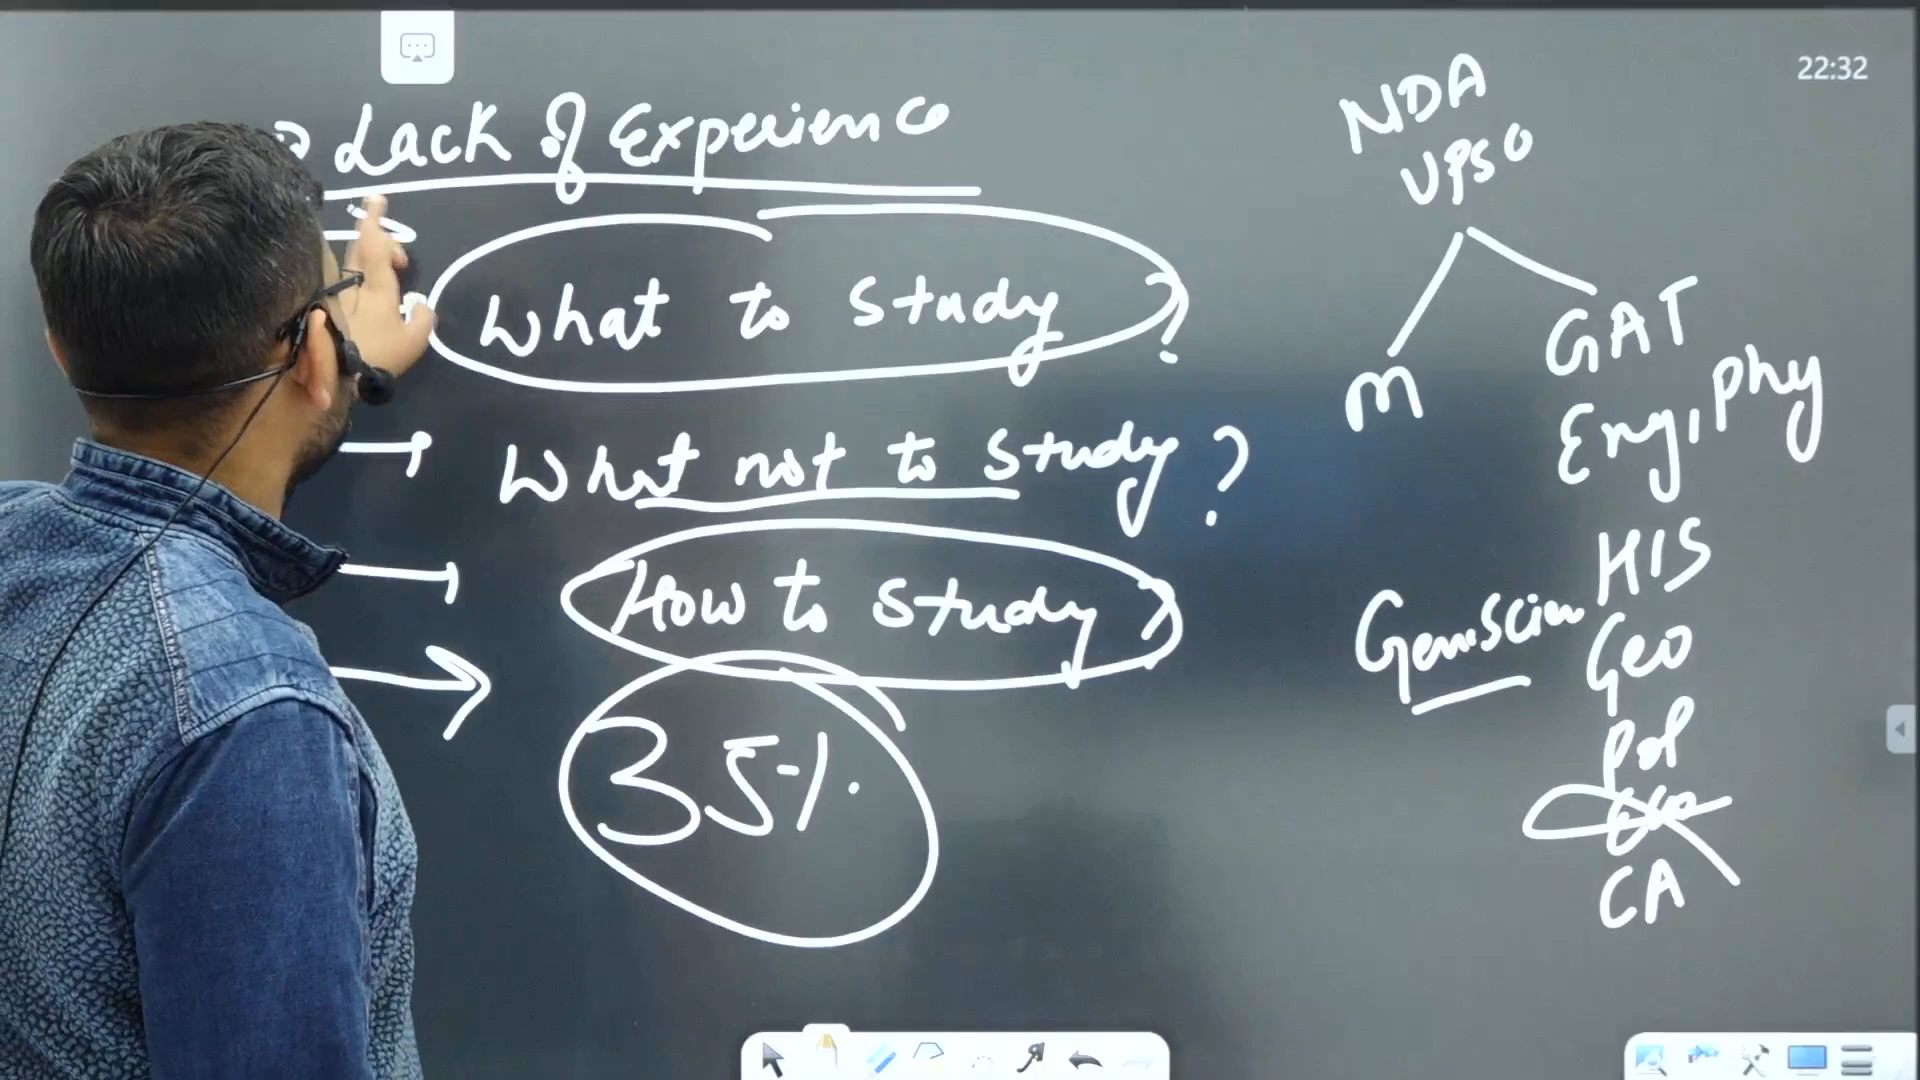 Lack of Experience
What to Study ?
What not to Study ?
How to Study ?
35%.
22:32
NDA
UPSC
M
GAT
Eng, Phy
HIS
Gen. Scien
Geo
Pol
CA